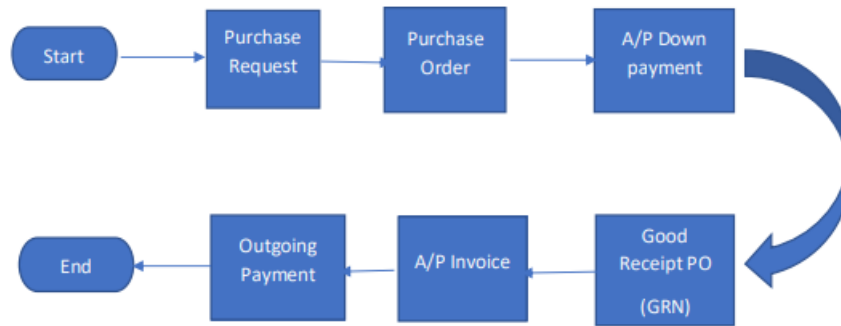 Start
Purchase
Request
Purchase
Order
A/P Down
payment
Good
Receipt PO
(GRN)
A/P Invoice
Outgoing
Payment
End